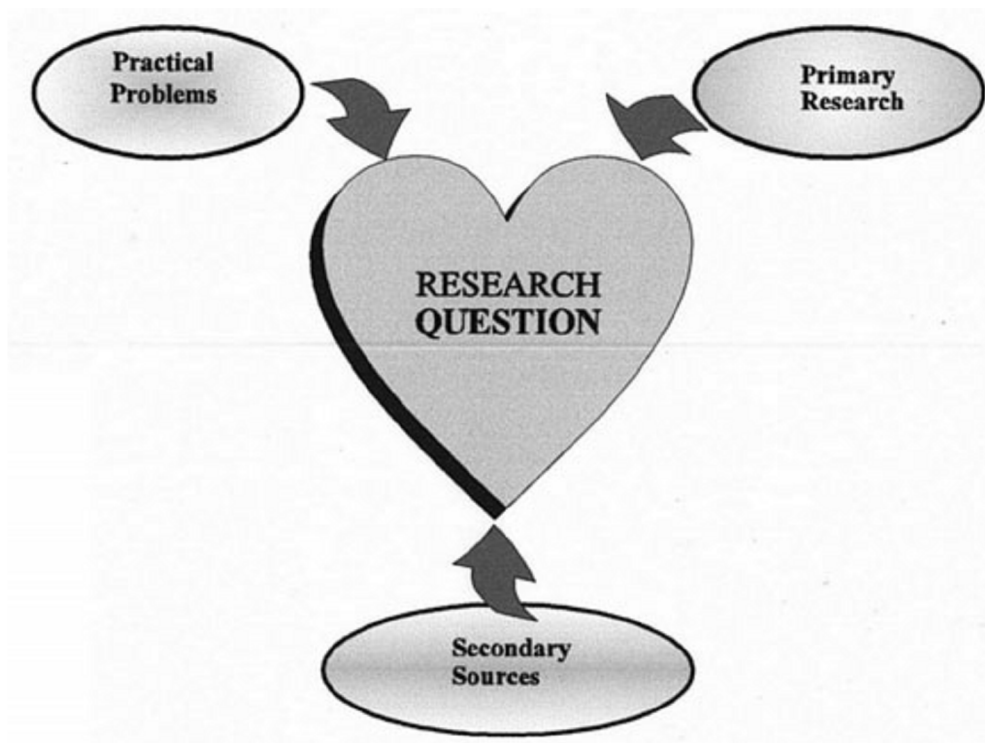 Practical
Problems
Primary
Research
RESEARCH
QUESTION
Secondary
Sources